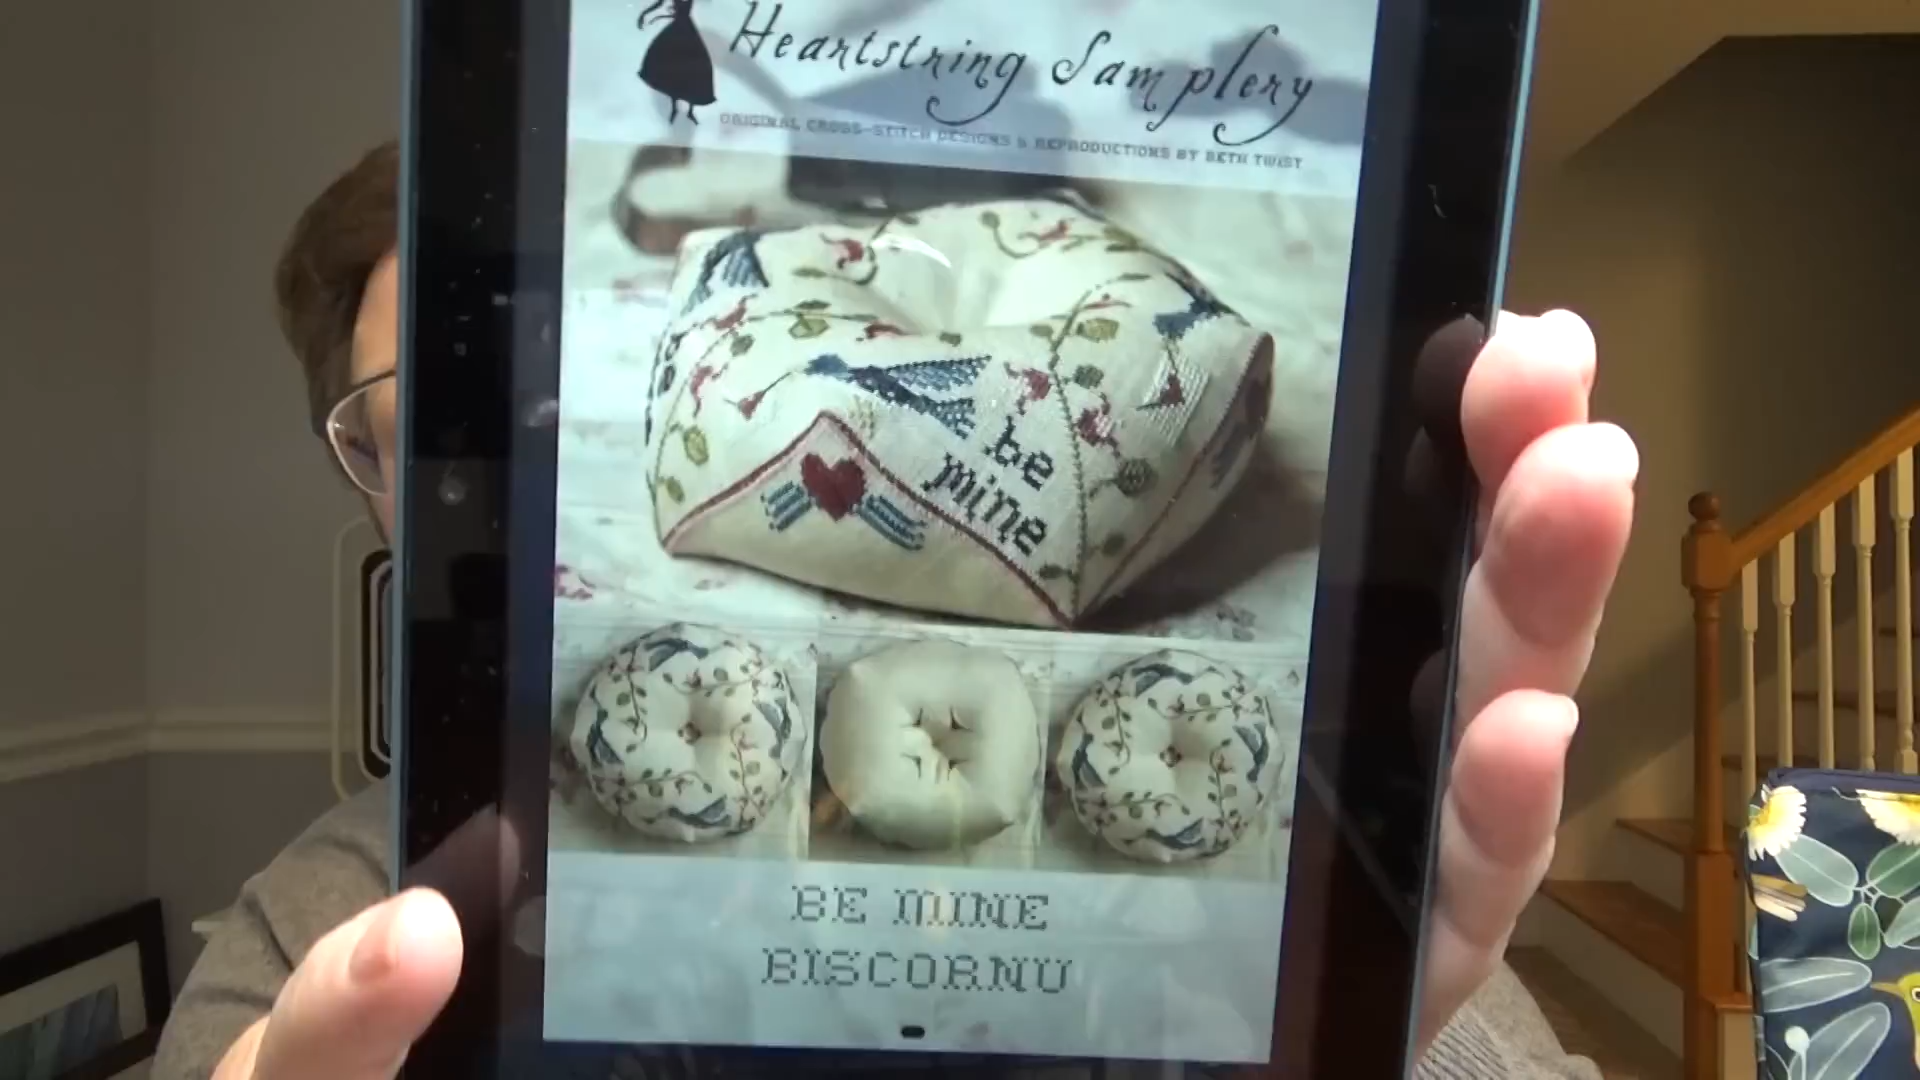 Heartstring Samplery
ORIGINAL CROSS-STITCH DESIGNS & REPRODUCTIONS BY BETH TWIST
be
mine
BE MINE
BISCORNU